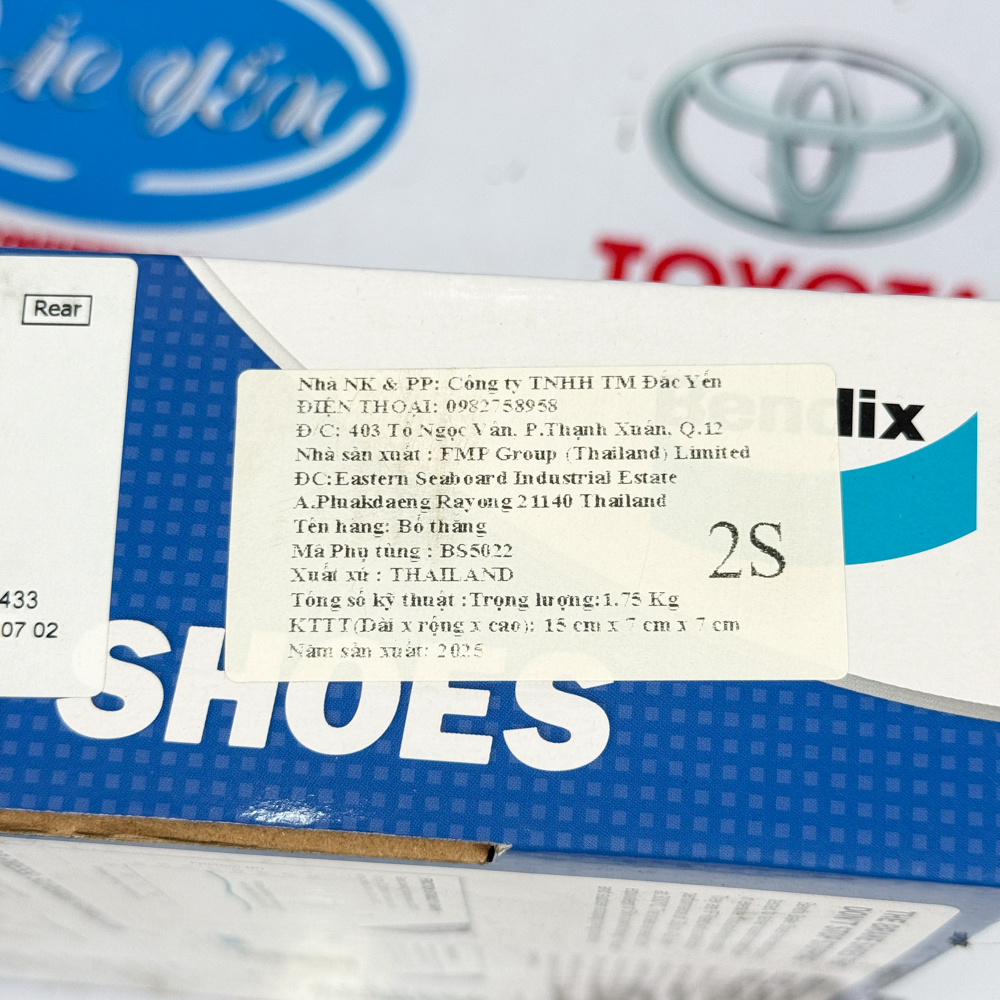 ẮC YẾN
TOYOTA
Rear
Bendix
Nhà NK & PP: Công ty TNHH TM Đắc Yến
ĐIỆN THOẠI: 0982758958
Đ/C: 403 Tô Ngọc Vân. P.Thạnh Xuân. Q.12
Nhà sản xuất : FMP Group (Thailand) Limited
ĐC:Eastern Seaboard Industrial Estate
A.Pluakdaeng Rayong 21140 Thailand
Tên hàng: Bố thắng
Mã Phụ tùng : BS5022
Xuất xứ : THAILAND
Tổng số kỹ thuật :Trọng lượng:1.75 Kg
KTTT(Dài x rộng x cao): 15 cm x 7 cm x 7 cm
Năm sản xuất: 2025
2S
433
07 02
SHOES